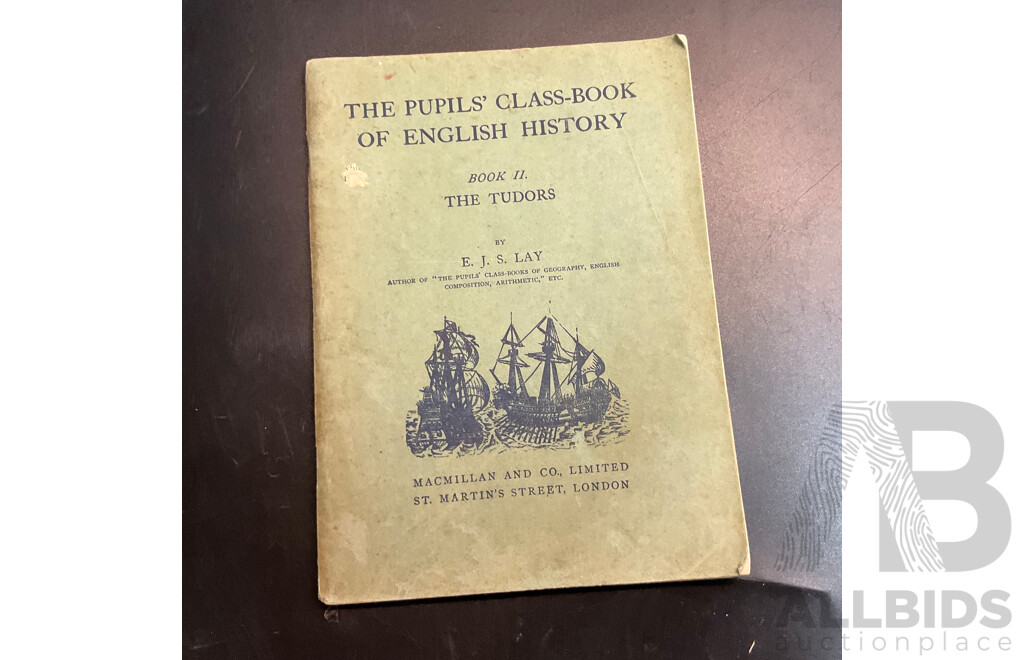 THE PUPILS' CLASS-BOOK
OF ENGLISH HISTORY
BOOK II.
THE TUDORS
BY
E. J. S. LAY
AUTHOR OF "THE PUPILS' CLASS-BOOKS OF GEOGRAPHY, ENGLISH
COMPOSITION, ARITHMETIC," ETC.
MACMILLAN AND CO., LIMITED
ST. MARTIN'S STREET, LONDON
AB
ALLBIDS
auctionplace